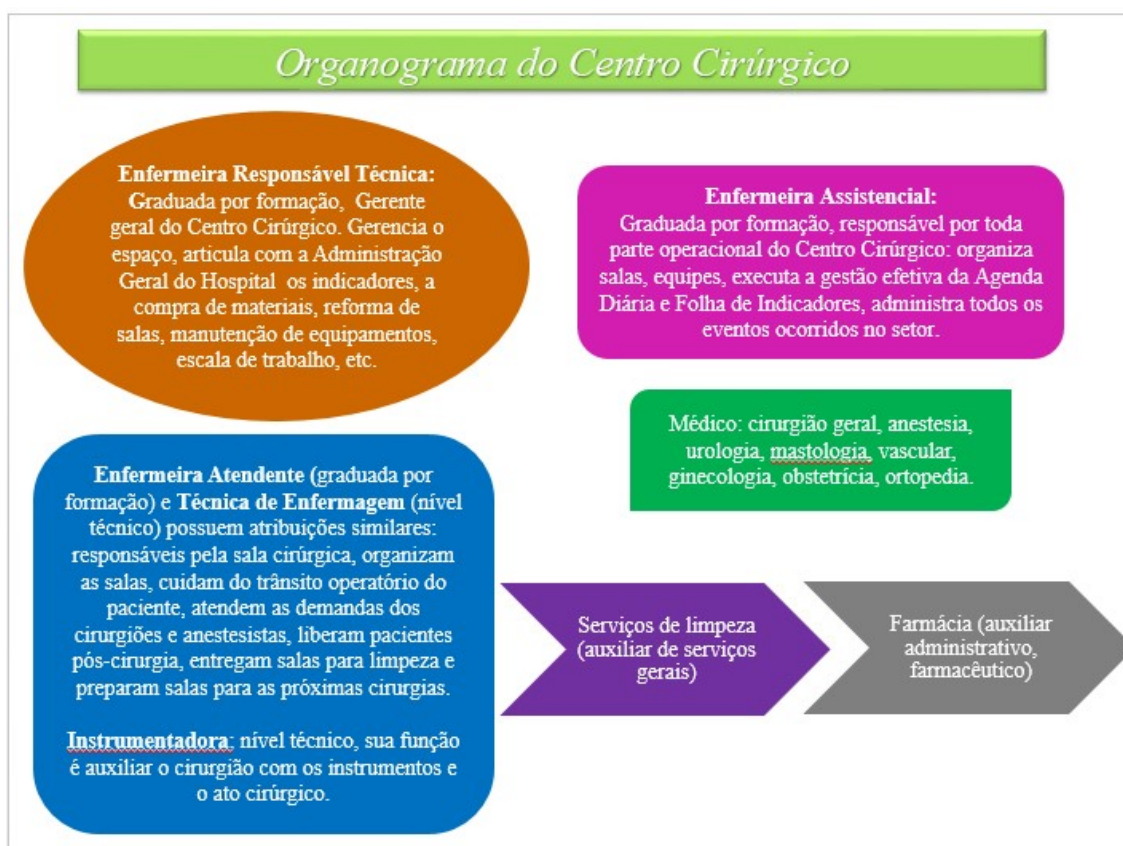 Organograma do Centro Cirúrgico
Enfermeira Responsável Técnica:
Graduada por formação, Gerente
geral do Centro Cirúrgico. Gerencia o
espaço, articula com a Administração
Geral do Hospital os indicadores, a
compra de materiais, reforma de
salas, manutenção de equipamentos,
escala de trabalho, etc.
Enfermeira Assistencial:
Graduada por formação, responsável por toda
parte operacional do Centro Cirúrgico: organiza
salas, equipes, executa a gestão efetiva da Agenda
Diária e Folha de Indicadores, administra todos os
eventos ocorridos no setor.
Médico: cirurgião geral, anestesia,
urologia, mastologia, vascular,
ginecologia, obstetrícia, ortopedia.
Enfermeira Atendente (graduada por
formação) e Técnica de Enfermagem (nível
técnico) possuem atribuições similares:
responsáveis pela sala cirúrgica, organizam
as salas, cuidam do trânsito operatório do
paciente, atendem as demandas dos
cirurgiões e anestesistas, liberam pacientes
pós-cirurgia, entregam salas para limpeza e
preparam salas para as próximas cirurgias.
Instrumentadora: nível técnico, sua função
é auxiliar o cirurgião com os instrumentos e
o ato cirúrgico.
Serviços de limpeza
(auxiliar de serviços
gerais)
Farmácia (auxiliar
administrativo,
farmacêutico)